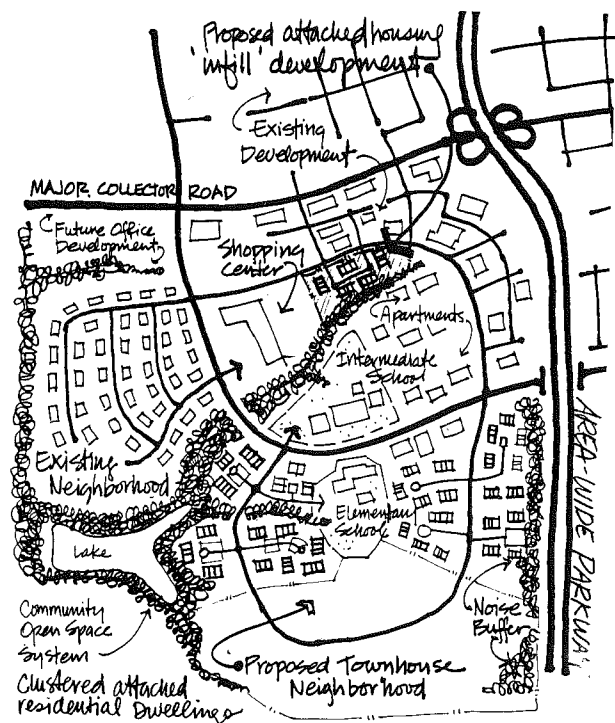 Proposed attached housing
'infill' development
Existing
Development
MAJOR COLLECTOR ROAD
Future Office
Development
Shopping
Center
Apartments
Intermediate
School
Existing
Neighborhood
Elementary
School
Lake
AREA-WIDE PARKWAY
Community
Open Space
System
Noise
Buffer
Clustered attached
residential Dwellings
Proposed Townhouse
Neighborhood